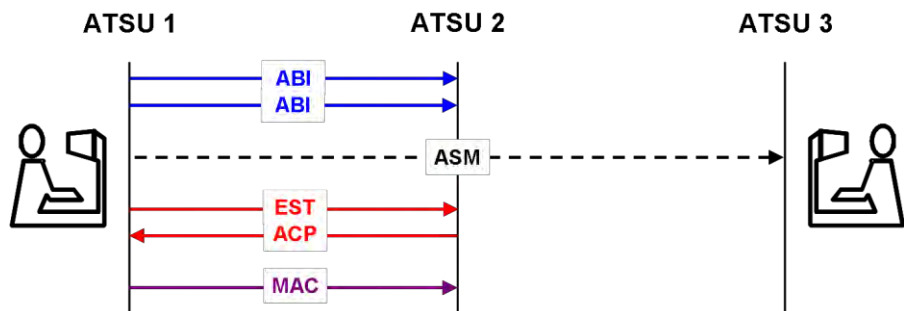 ATSU 1 ATSU 2 ATSU 3
ABI
ABI
ASM
EST
ACP
MAC